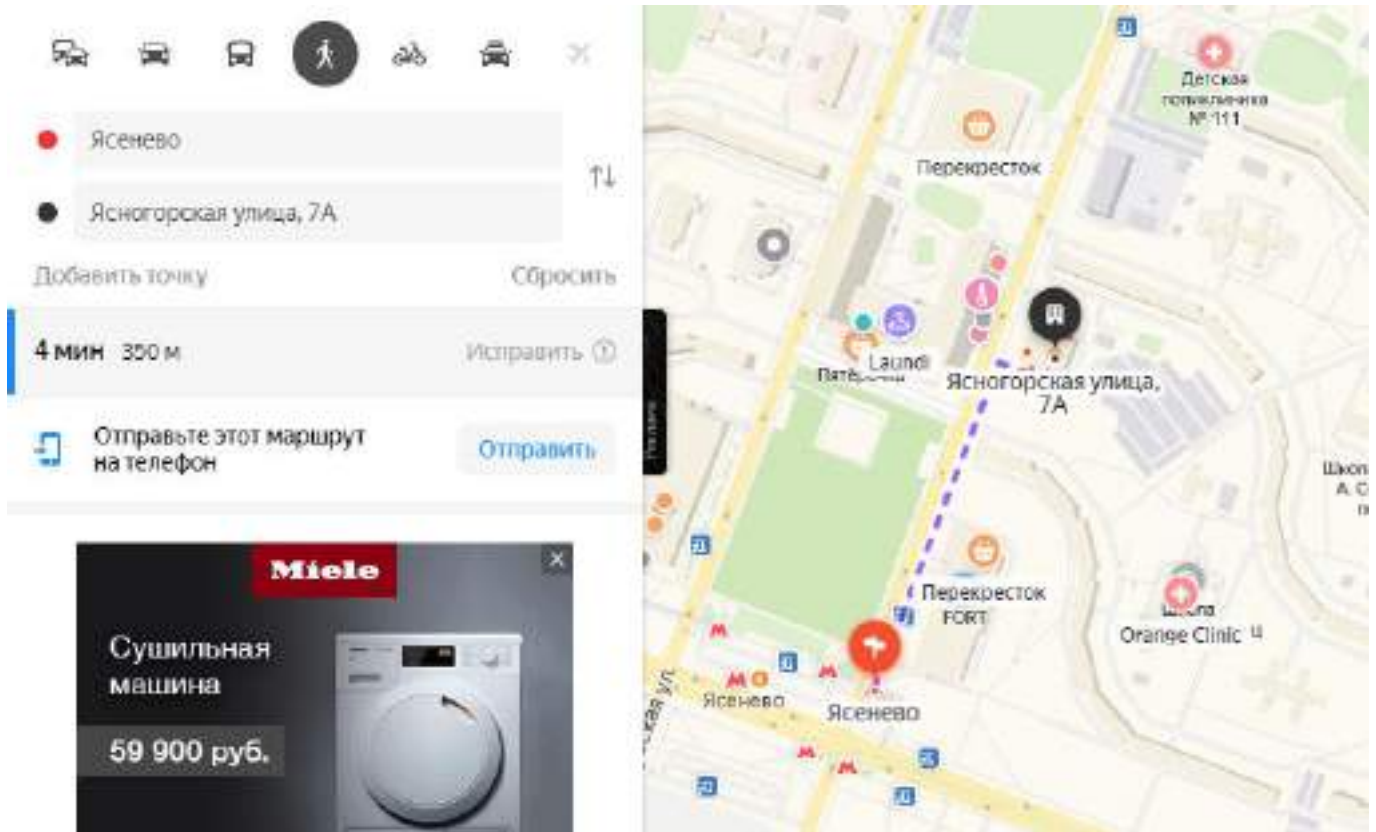 Ясенево
Ясногорская улица, 7А
Добавить точку
Сбросить
4 мин 350 м
Исправить
Отправьте этот маршрут
на телефон
Отправить
Miele
Сушильная
машина
59 900 руб.
Реклама
Детская
поликлиника
№ 111
Перекресток
Laundi
Пятёрочка
Ясногорская улица,
7А
Перекресток
FORT
Orange Clinic
Ясенево
Ясенево